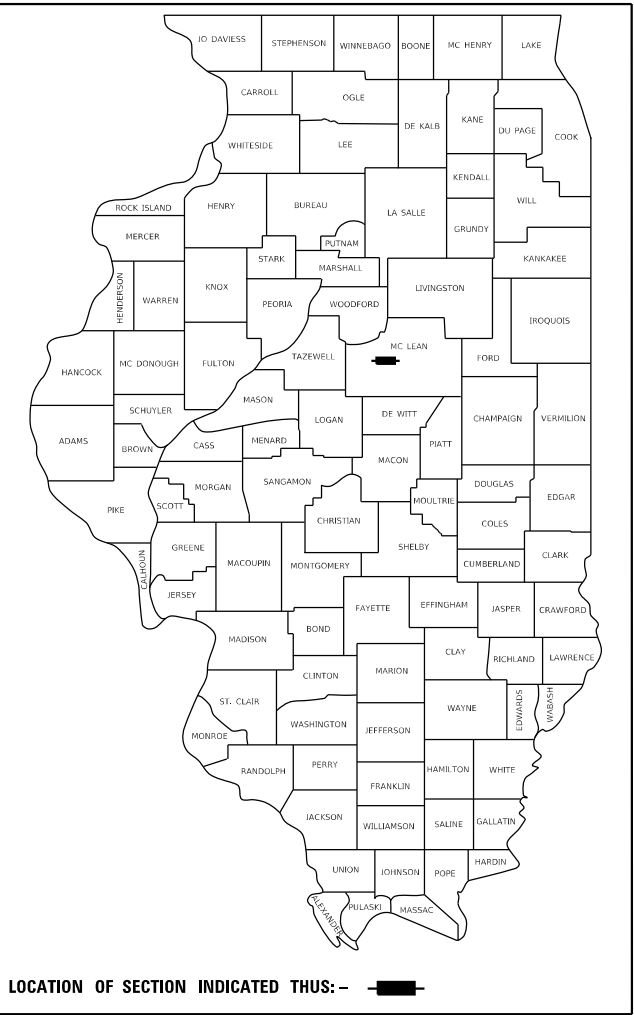 JO DAVIESS
STEPHENSON
WINNEBAGO
BOONE
MC HENRY
LAKE
CARROLL
OGLE
DE KALB
KANE
DU PAGE
COOK
WHITESIDE
LEE
KENDALL
WILL
ROCK ISLAND
HENRY
BUREAU
LA SALLE
GRUNDY
MERCER
PUTNAM
STARK
MARSHALL
KANKAKEE
HENDERSON
WARREN
KNOX
PEORIA
WOODFORD
LIVINGSTON
IROQUOIS
HANCOCK
MC DONOUGH
FULTON
TAZEWELL
MC LEAN
FORD
MASON
SCHUYLER
LOGAN
DE WITT
CHAMPAIGN
VERMILION
ADAMS
BROWN
CASS
MENARD
PIATT
MACON
PIKE
SCOTT
MORGAN
SANGAMON
MOULTRIE
DOUGLAS
EDGAR
CHRISTIAN
COLES
CALHOUN
GREENE
MACOUPIN
MONTGOMERY
SHELBY
CUMBERLAND
CLARK
JERSEY
FAYETTE
EFFINGHAM
JASPER
CRAWFORD
MADISON
BOND
CLAY
RICHLAND
LAWRENCE
CLINTON
MARION
ST. CLAIR
WAYNE
EDWARDS
WABASH
MONROE
WASHINGTON
JEFFERSON
RANDOLPH
PERRY
HAMILTON
WHITE
FRANKLIN
JACKSON
WILLIAMSON
SALINE
GALLATIN
UNION
JOHNSON
POPE
HARDIN
ALEXANDER
PULASKI
MASSAC
LOCATION OF SECTION INDICATED THUS: –